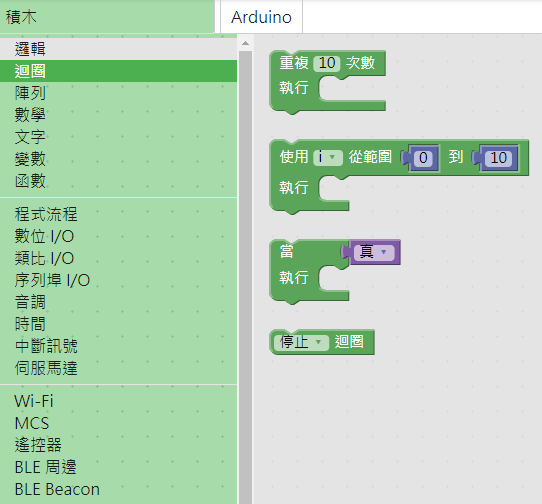 積木 Arduino
邏輯
迴圈
陣列
數學
文字
變數
函數
程式流程
數位 I/O
類比 I/O
序列埠 I/O
音調
時間
中斷訊號
伺服馬達
Wi-Fi
MCS
遙控器
BLE 周邊
BLE Beacon
重複 10 次數
執行
使用 i 從範圍 0 到 10
執行
當 真
執行
停止 迴圈